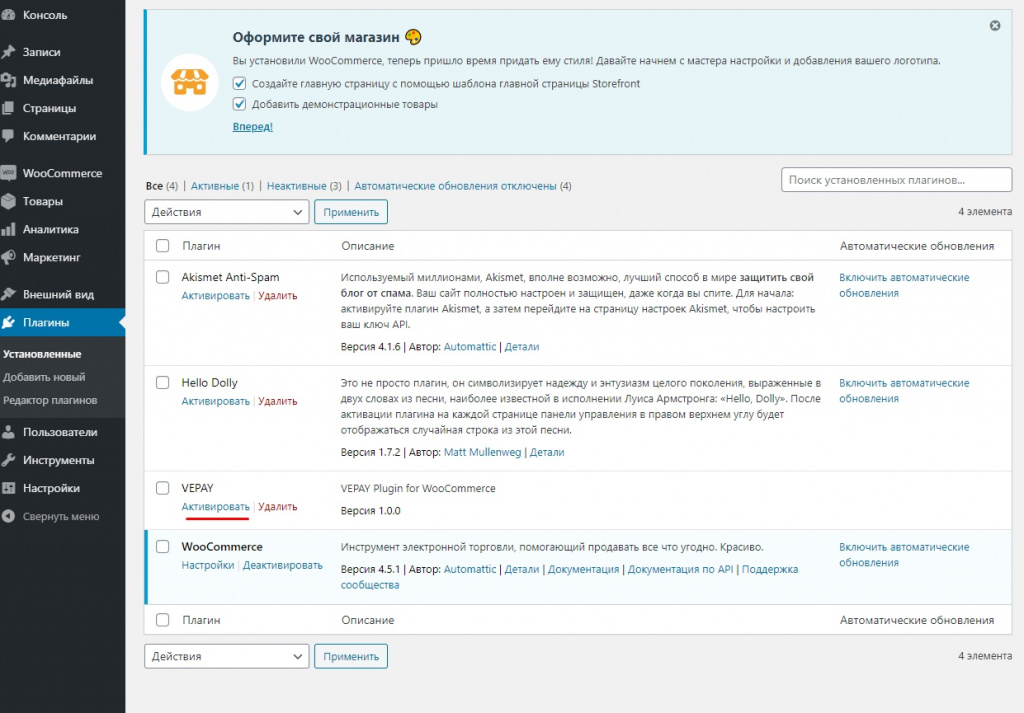 Консоль
Записи
Медиафайлы
Страницы
Комментарии
WooCommerce
Товары
Аналитика
Маркетинг
Внешний вид
Плагины
Установленные
Добавить новый
Редактор плагинов
Пользователи
Инструменты
Настройки
Свернуть меню
Оформите свой магазин
Вы установили WooCommerce, теперь пришло время придать ему стиля! Давайте начнем с мастера настройки и добавления вашего логотипа.
Создайте главную страницу с помощью шаблона главной страницы Storefront
Добавить демонстрационные товары
Вперед!
Все (4) | Активные (1) | Неактивные (3) | Автоматические обновления отключены (4)
Поиск установленных плагинов...
Действия
Применить
4 элемента
Плагин Описание Автоматические обновления
Akismet Anti-Spam
Активировать | Удалить
Используемый миллионами, Akismet, вполне возможно, лучший способ в мире защитить свой
блог от спама. Ваш сайт полностью настроен и защищен, даже когда вы спите. Для начала:
активируйте плагин Akismet, а затем перейдите на страницу настроек Akismet, чтобы настроить
ваш ключ API.
Версия 4.1.6 | Автор: Automattic | Детали
Включить автоматические
обновления
Hello Dolly
Активировать | Удалить
Это не просто плагин, он символизирует надежду и энтузиазм целого поколения, выраженные в
двух словах из песни, наиболее известной в исполнении Луиса Армстронга: «Hello, Dolly». После
активации плагина на каждой странице панели управления в правом верхнем углу будет
отображаться случайная строка из этой песни.
Версия 1.7.2 | Автор: Matt Mullenweg | Детали
Включить автоматические
обновления
VEPAY
Активировать | Удалить
VEPAY Plugin for WooCommerce
Версия 1.0.0
WooCommerce
Настройки | Деактивировать
Инструмент электронной торговли, помогающий продавать все что угодно. Красиво.
Версия 4.5.1 | Автор: Automattic | Детали | Документация | Документация по API | Поддержка
сообщества
Включить автоматические
обновления
Плагин Описание Автоматические обновления
Действия
Применить
4 элемента